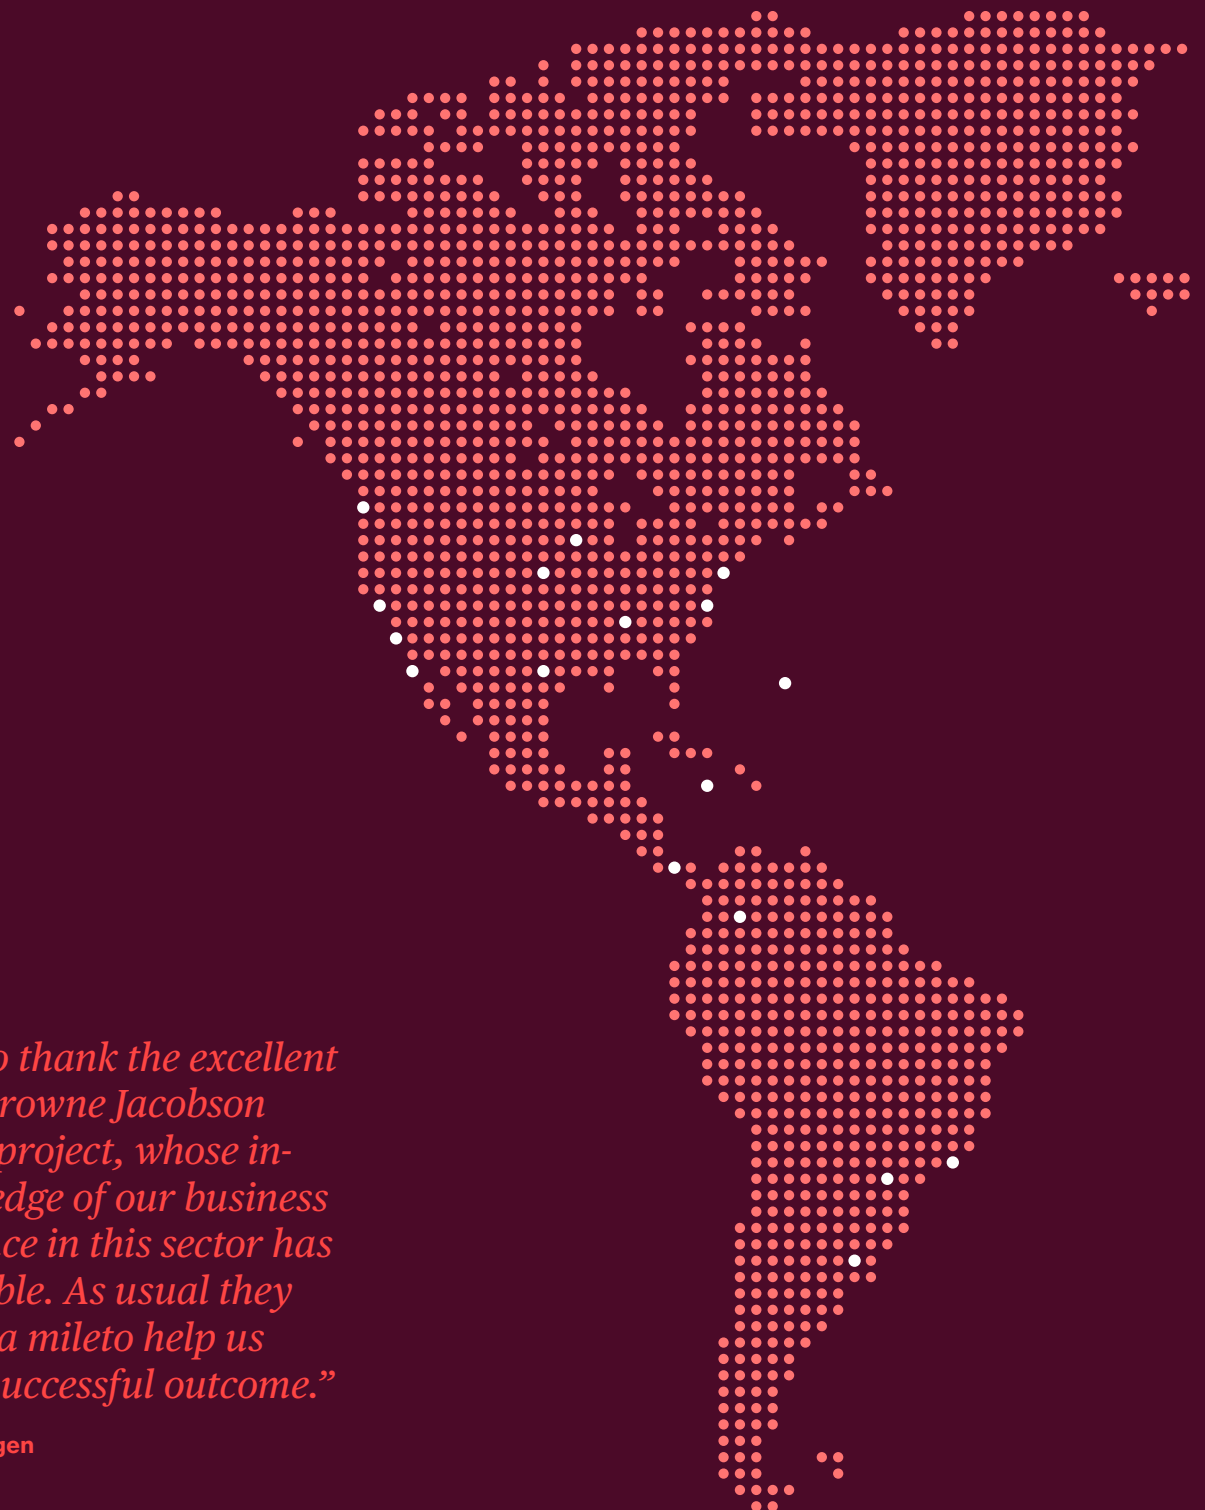 o thank the excellent
rowne Jacobson
project, whose in-
edge of our business
ce in this sector has
ble. As usual they
a mileto help us
uccessful outcome.”
gen